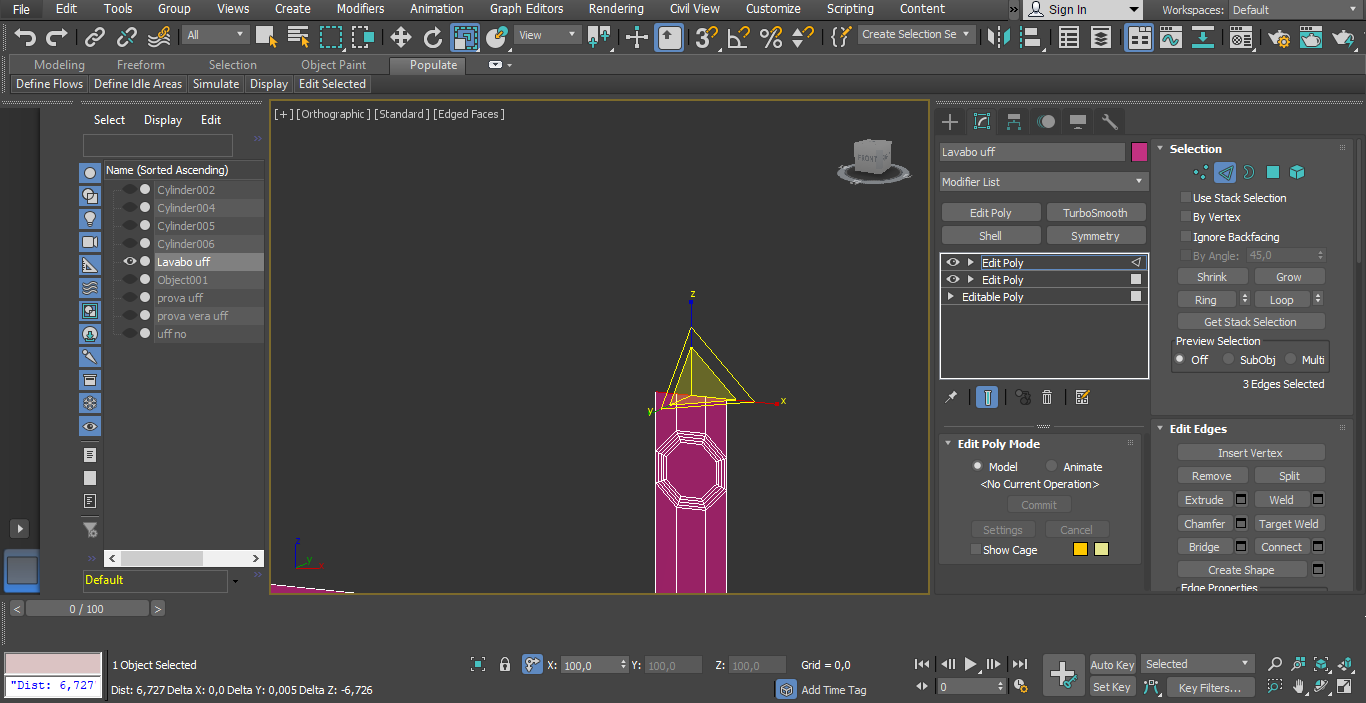 File Edit Tools Group Views Create Modifiers Animation Graph Editors Rendering Civil View Customize Scripting Content » Sign In Workspaces: Default
All View 3 Create Selection Se
Modeling Freeform Selection Object Paint Populate
Define Flows Define Idle Areas Simulate Display Edit Selected
Select Display Edit
Name (Sorted Ascending)
Cylinder002
Cylinder004
Cylinder005
Cylinder006
Lavabo uff
Object001
prova uff
prova vera uff
uff no
Default
[+] [Orthographic] [Standard] [Edged Faces]
FRONT
z
x
y
z
y
Lavabo uff
Modifier List
Edit Poly TurboSmooth
Shell Symmetry
Edit Poly
Edit Poly
Editable Poly
Edit Poly Mode
Model Animate
<No Current Operation>
Commit
Settings Cancel
Show Cage
Selection
Use Stack Selection
By Vertex
Ignore Backfacing
By Angle: 45,0
Shrink Grow
Ring Loop
Get Stack Selection
Preview Selection
Off SubObj Multi
3 Edges Selected
Edit Edges
Insert Vertex
Remove Split
Extrude Weld
Chamfer Target Weld
Bridge Connect
Create Shape
Edge Properties
< 0 / 100 >
1 Object Selected X: 100,0 Y: 100,0 Z: 100,0 Grid = 0,0 Auto Key Selected
"Dist: 6,727 Dist: 6,727 Delta X: 0,0 Delta Y: 0,005 Delta Z: -6,726 Add Time Tag 0 Set Key Key Filters...